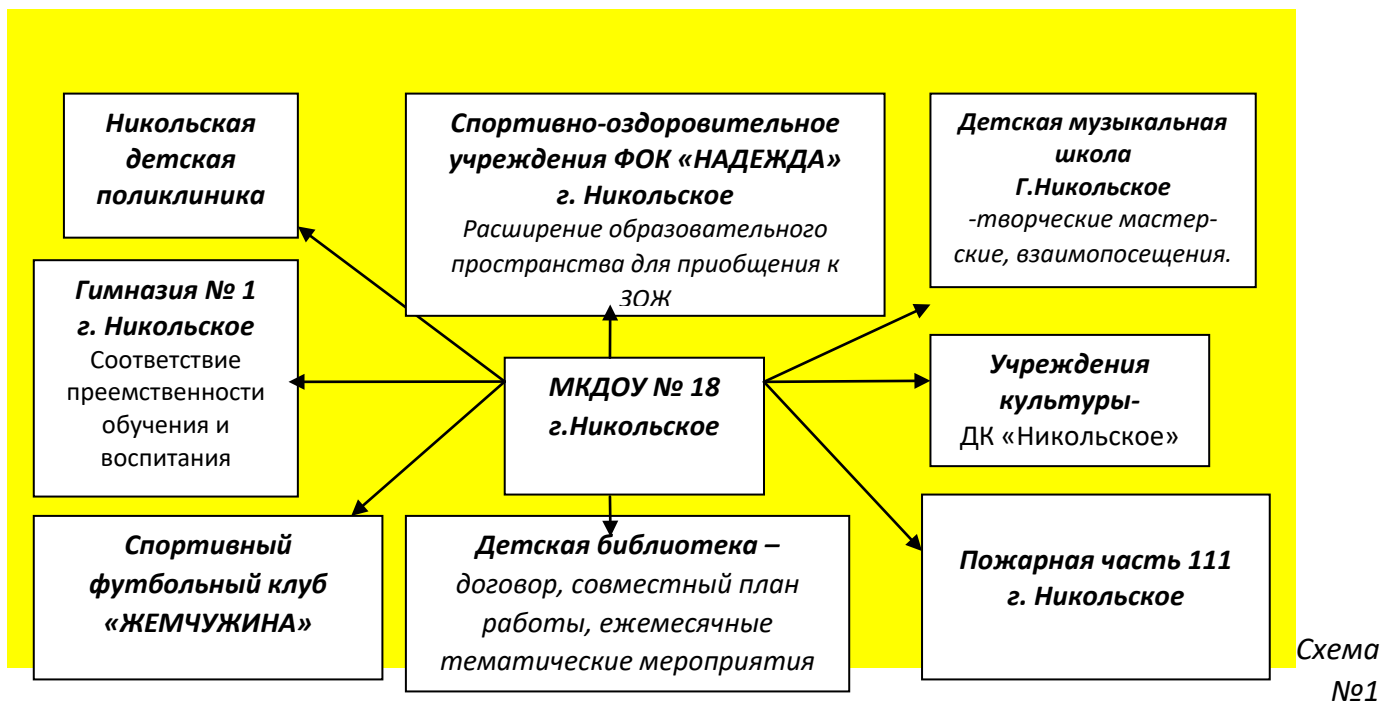 Никольская
детская
поликлиника
Спортивно-оздоровительное
учреждения ФОК «НАДЕЖДА»
г. Никольское
Расширение образовательного
пространства для приобщения к
ЗОЖ
Детская музыкальная
школа
Г.Никольское
-творческие мастер-
ские, взаимопосещения.
Гимназия № 1
г. Никольское
Соответствие
преемственности
обучения и
воспитания
МКДОУ № 18
г.Никольское
Учреждения
культуры-
ДК «Никольское»
Спортивный
футбольный клуб
«ЖЕМЧУЖИНА»
Детская библиотека –
договор, совместный план
работы, ежемесячные
тематические мероприятия
Пожарная часть 111
г. Никольское
Схема
№1